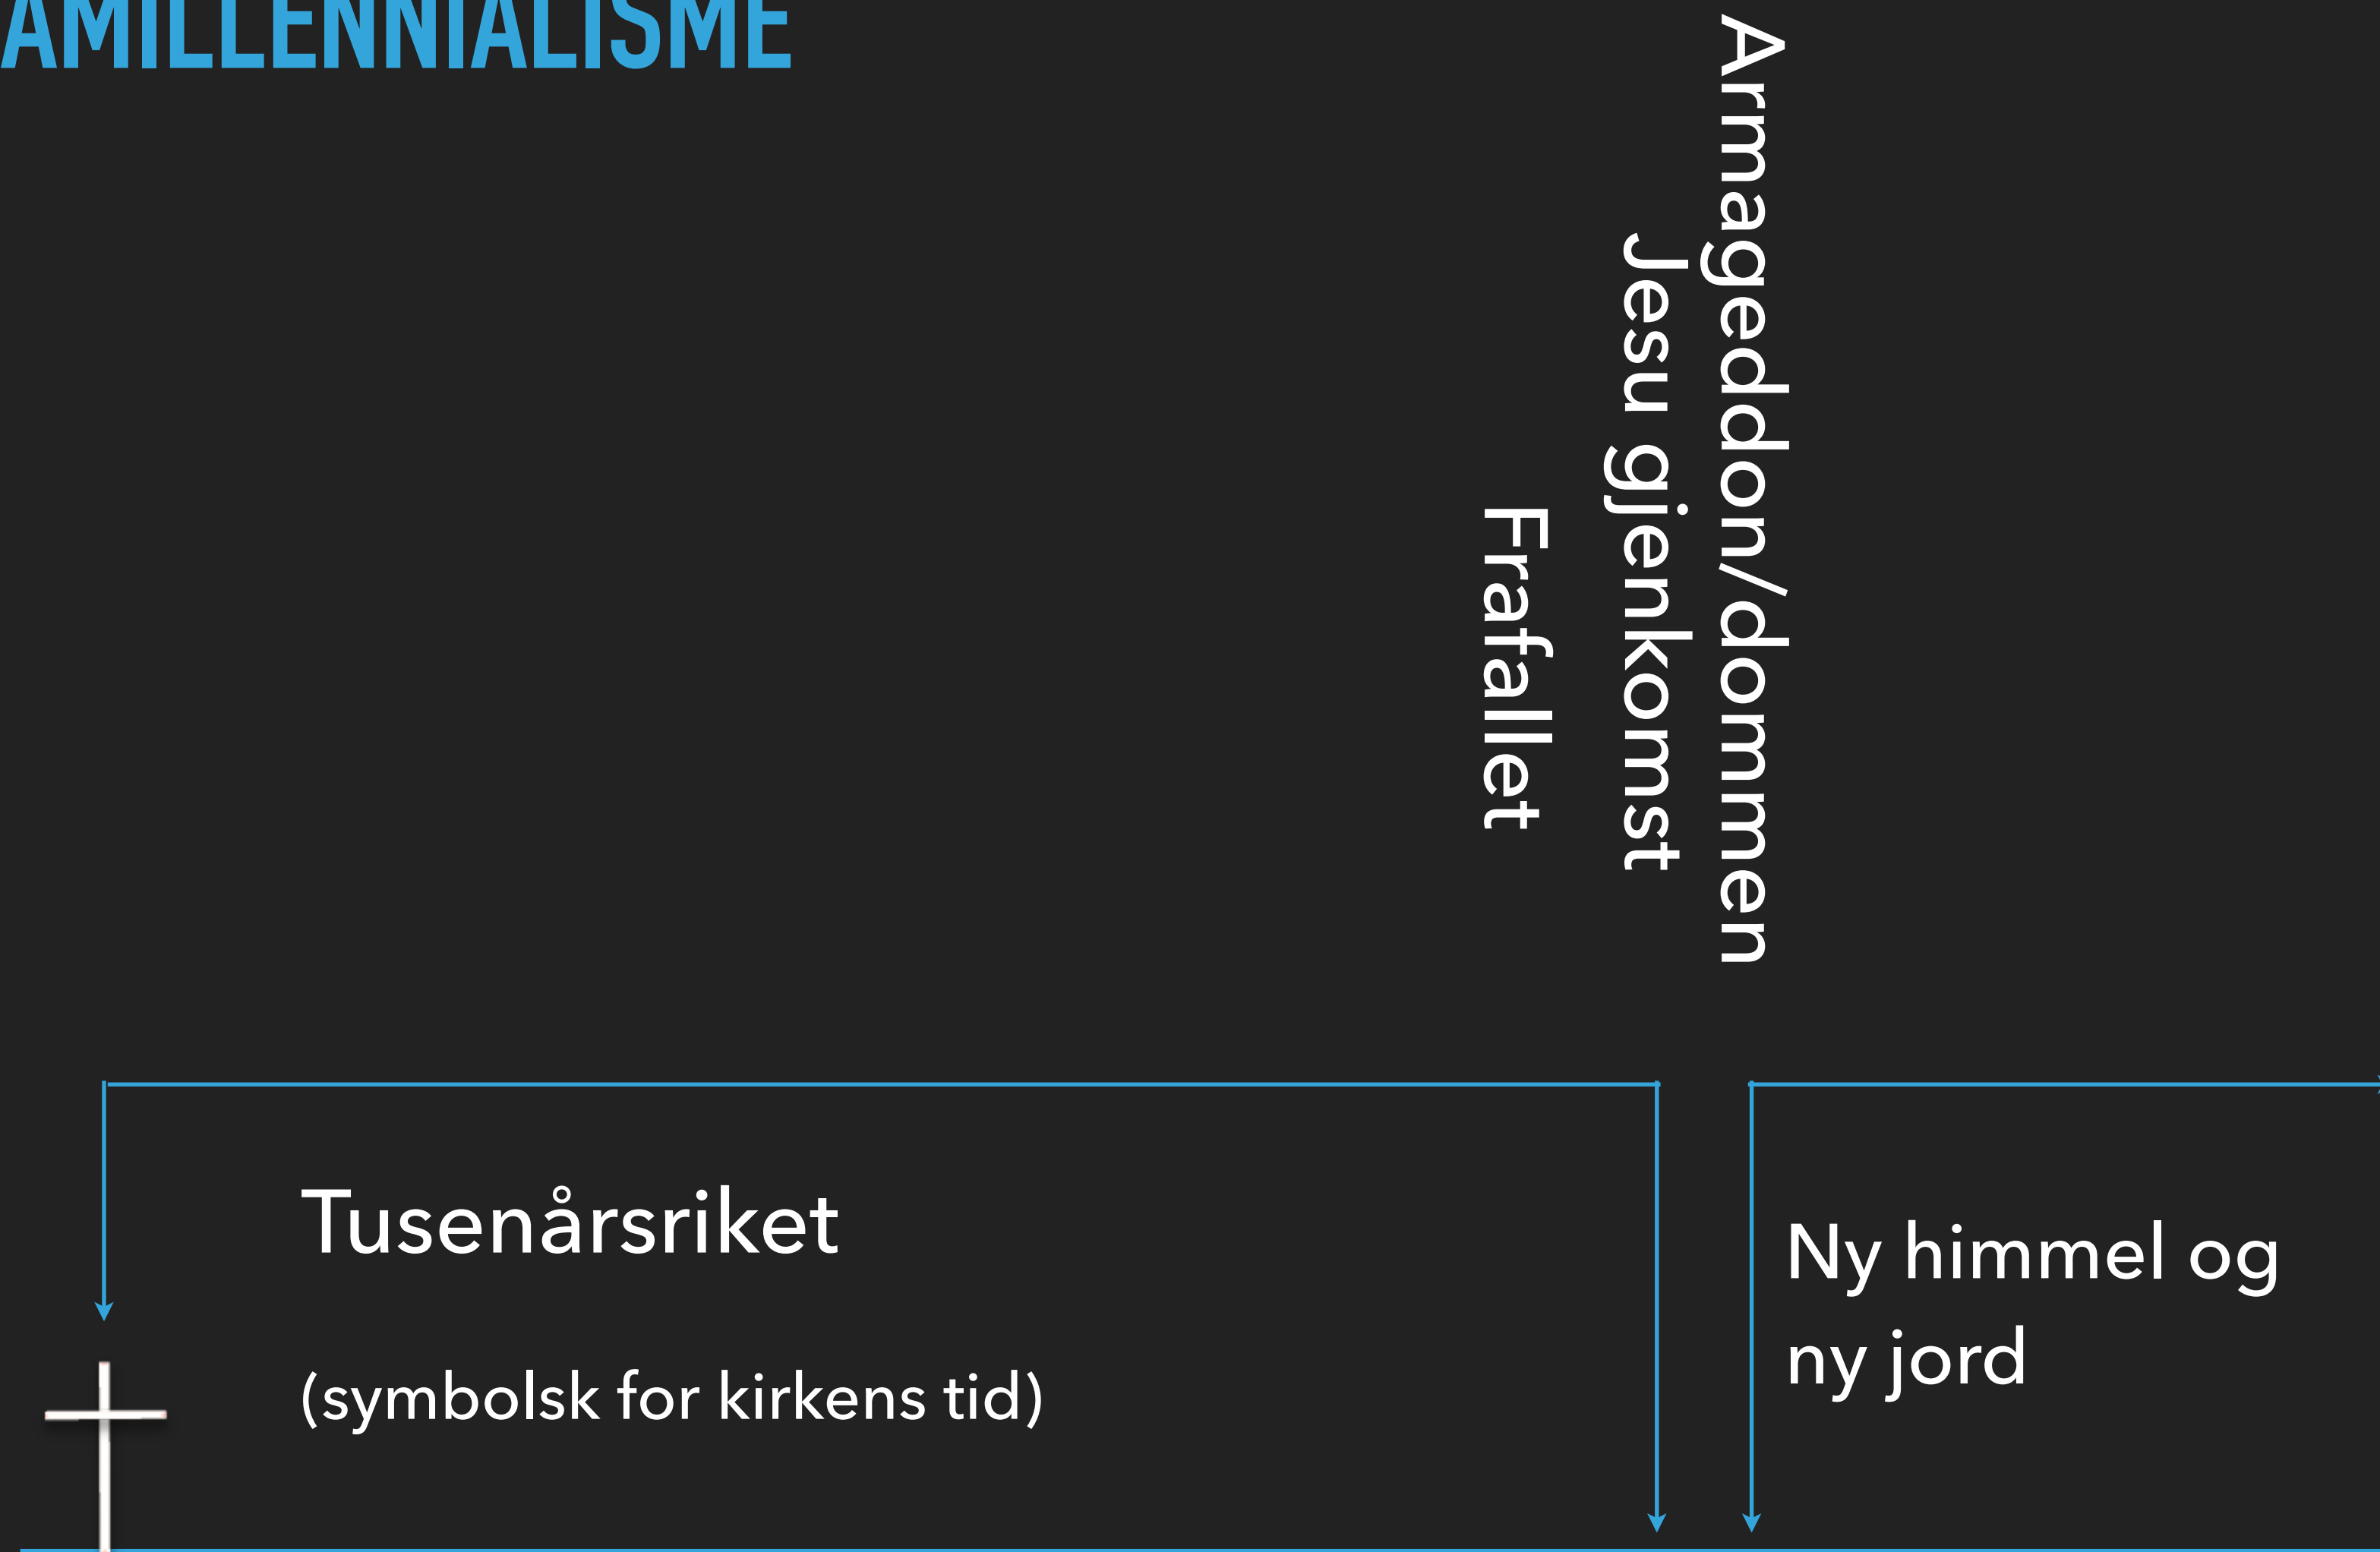 AMILLENNIALISME
Frafallet
Jesu gjenkomst
Armageddon/dommen
Tusenårsriket
(symbolsk for kirkens tid)
Ny himmel og
ny jord